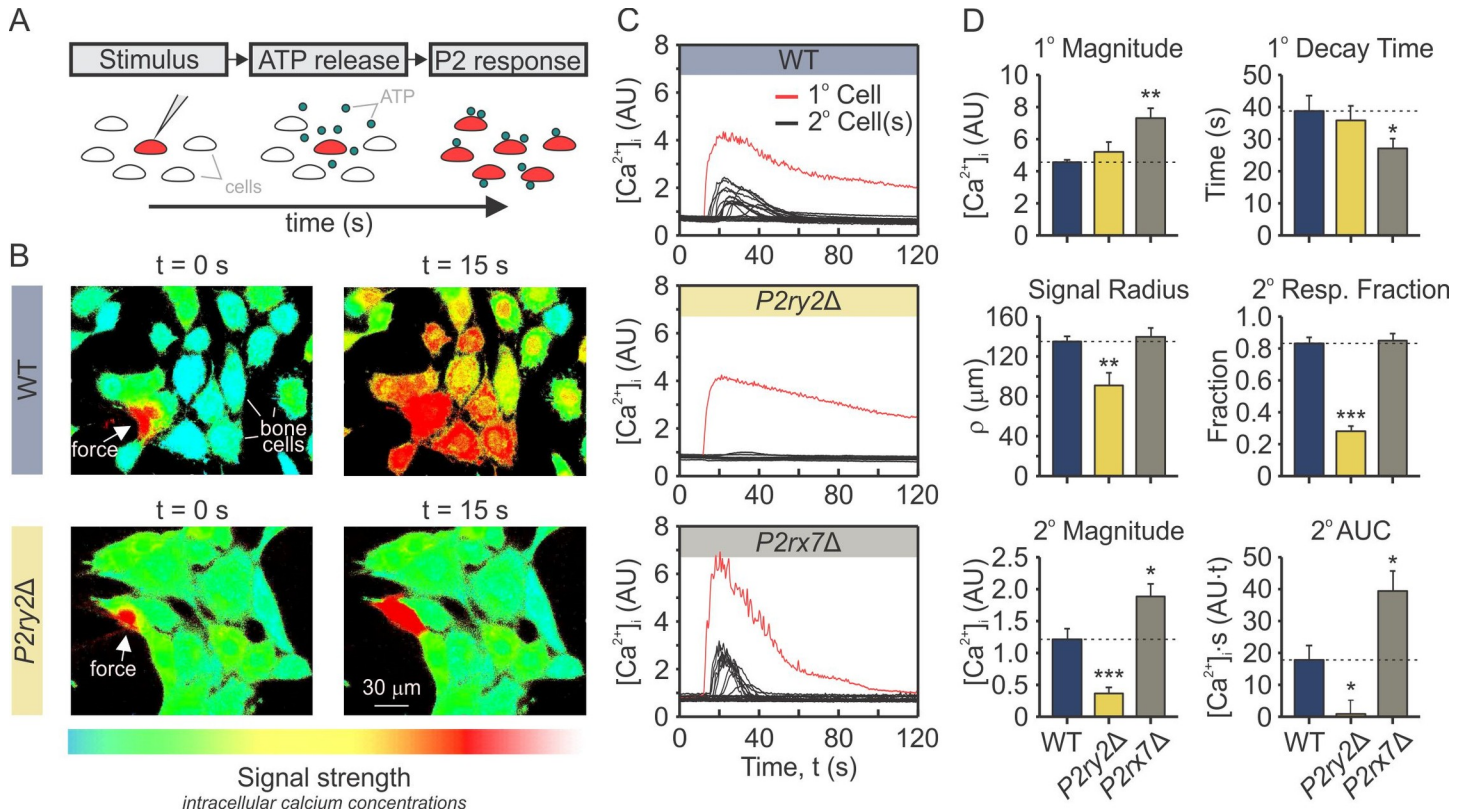 A
Stimulus
ATP release
P2 response
ATP
cells
time (s)
B
t = 0 s
t = 15 s
WT
force
bone
cells
t = 0 s
t = 15 s
P2ry2Δ
force
30 μm
Signal strength
intracellular calcium concentrations
C
WT
1° Cell
2° Cell(s)
[Ca²⁺]ᵢ (AU)
8
6
4
2
0
0 40 80 120
P2ry2Δ
[Ca²⁺]ᵢ (AU)
8
6
4
2
0
0 40 80 120
P2rx7Δ
[Ca²⁺]ᵢ (AU)
8
6
4
2
0
0 40 80 120
Time, t (s)
D
1° Magnitude
[Ca²⁺]ᵢ (AU)
10
8
6
4
2
0
**
1° Decay Time
Time (s)
50
40
30
20
10
0
*
Signal Radius
ρ (μm)
160
120
80
40
0
**
2° Resp. Fraction
Fraction
1.0
0.8
0.6
0.4
0.2
0
***
2° Magnitude
[Ca²⁺]ᵢ (AU)
2.5
2.0
1.5
1.0
0.5
0
***
*
WT
P2ry2Δ
P2rx7Δ
2° AUC
[Ca²⁺]ᵢ·s (AU·t)
50
40
30
20
10
0
*
*
WT
P2ry2Δ
P2rx7Δ